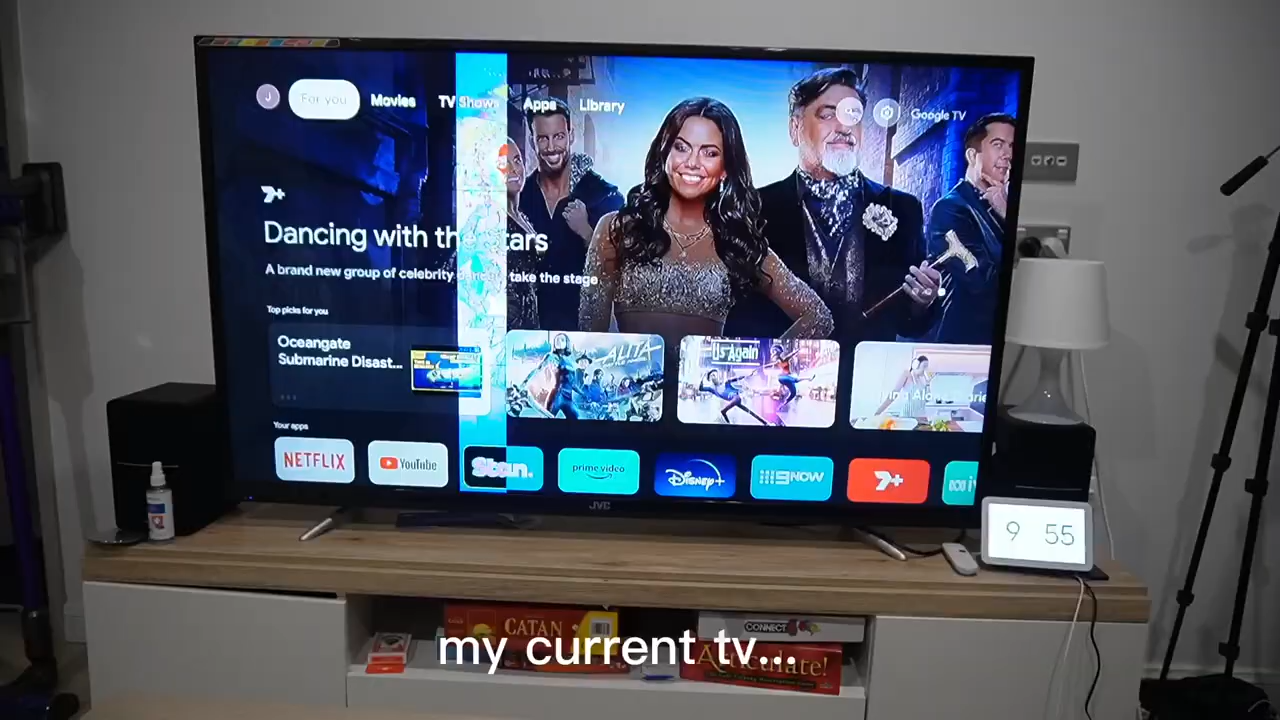 J
For you
Movies
TV Shows
Apps
Library
Google TV
7+
Dancing with the Stars
A brand new group of celebrity take the stage
Top picks for you
Oceangate
Submarine Disast...
ALITA
Us Again
Your apps
NETFLIX
YouTube
Stan.
prime video
Disney+
9NOW
7+
JVC
9 55
CATAN
CONNECT 4
Articulate!
my current tv...